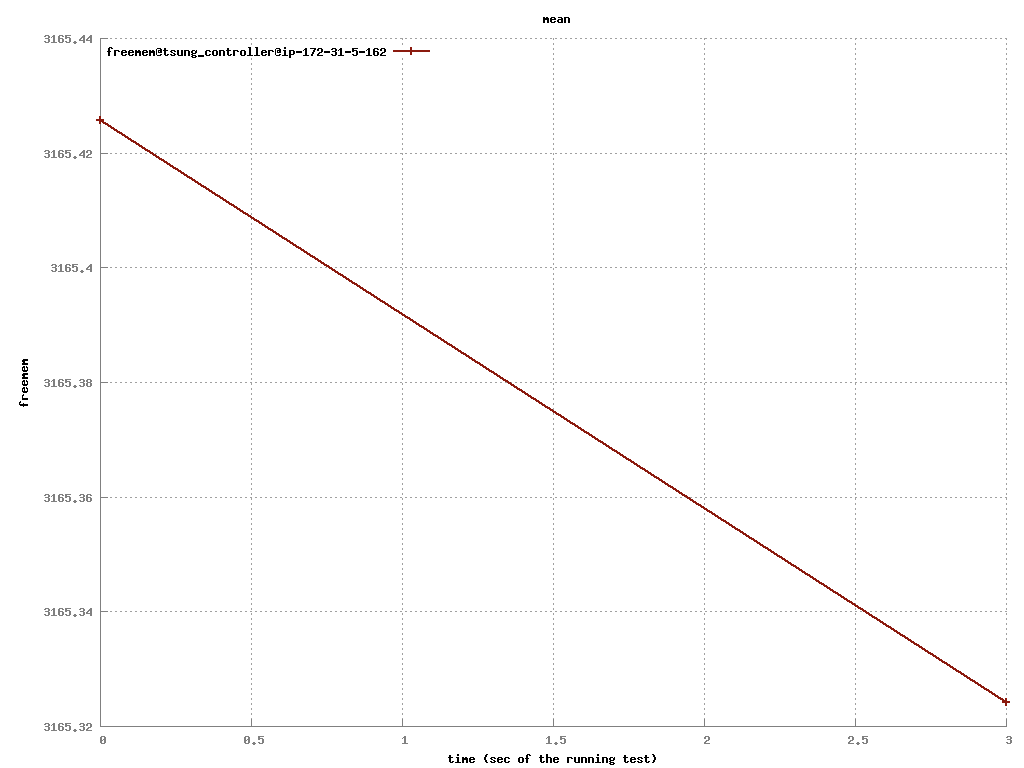 mean
freemem@tsung_controller@ip-172-31-5-162
3165.44
3165.42
3165.4
3165.38
3165.36
3165.34
3165.32
freemem
0 0.5 1 1.5 2 2.5 3
time (sec of the running test)